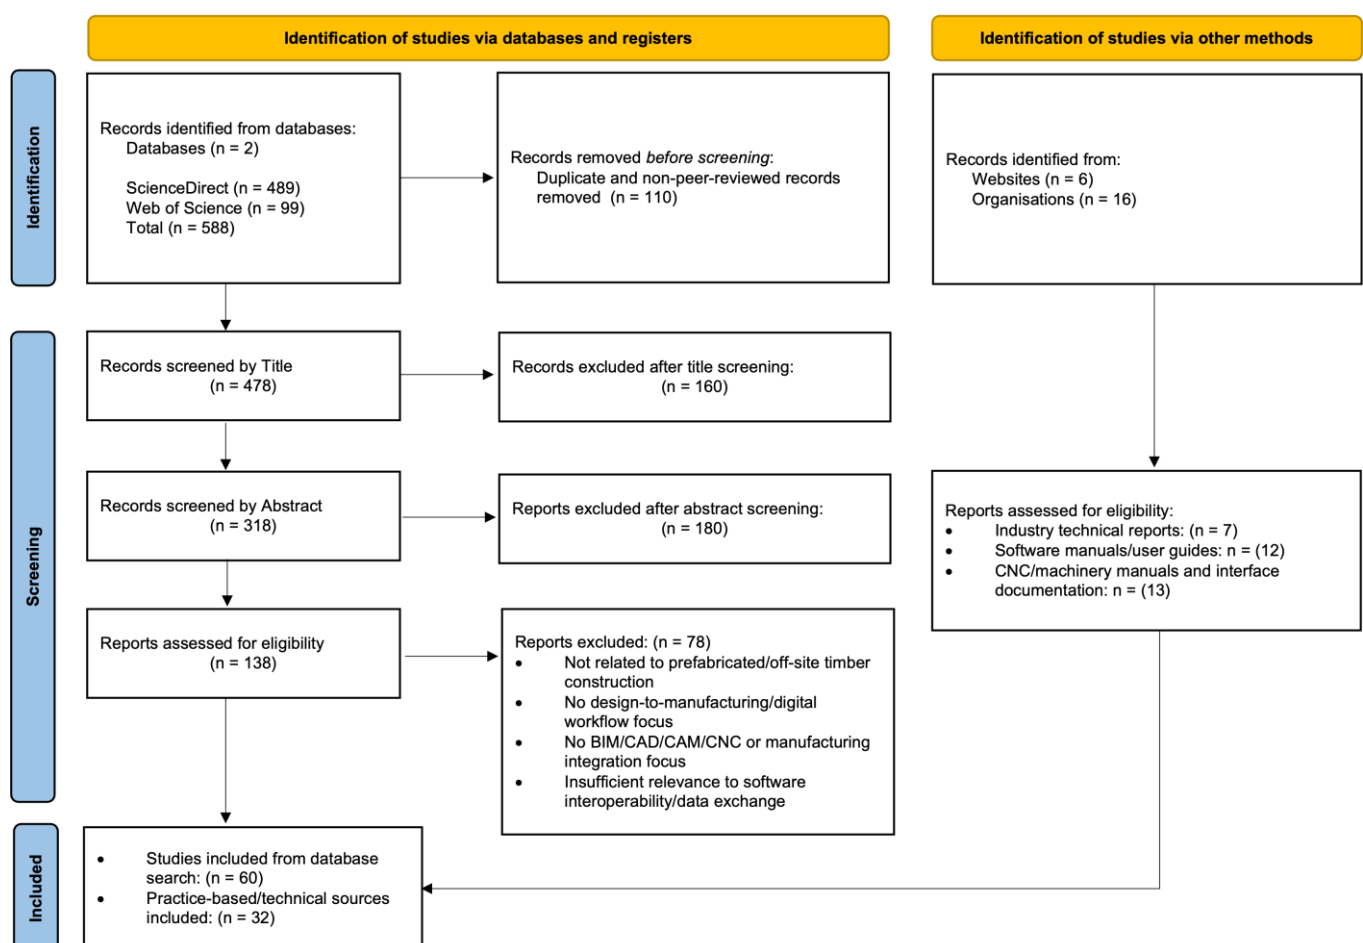 Identification of studies via databases and registers
Identification of studies via other methods
Identification
Records identified from databases:
Databases (n = 2)
ScienceDirect (n = 489)
Web of Science (n = 99)
Total (n = 588)
Records removed before screening:
Duplicate and non-peer-reviewed records
removed (n = 110)
Records identified from:
Websites (n = 6)
Organisations (n = 16)
Screening
Records screened by Title
(n = 478)
Records excluded after title screening:
(n = 160)
Records screened by Abstract
(n = 318)
Reports excluded after abstract screening:
(n = 180)
Reports assessed for eligibility:
• Industry technical reports: (n = 7)
• Software manuals/user guides: n = (12)
• CNC/machinery manuals and interface
documentation: n = (13)
Reports assessed for eligibility
(n = 138)
Reports excluded: (n = 78)
• Not related to prefabricated/off-site timber
construction
• No design-to-manufacturing/digital
workflow focus
• No BIM/CAD/CAM/CNC or manufacturing
integration focus
• Insufficient relevance to software
interoperability/data exchange
Included
• Studies included from database
search: (n = 60)
• Practice-based/technical sources
included: (n = 32)